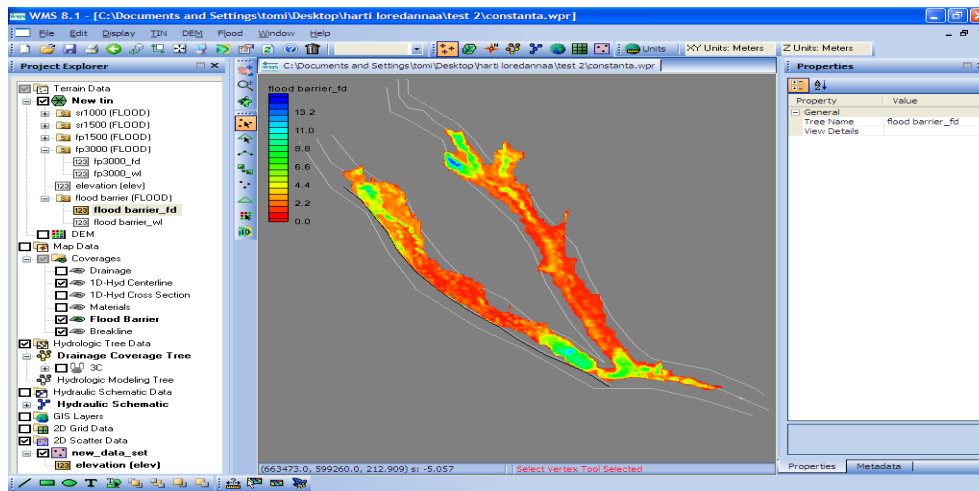 WMS 8.1 - [C:\Documents and Settings\tomi\Desktop\harti loredannaa\test 2\constanta.wpr]
File Edit Display TIN DEM Flood Window Help
Units XY Units: Meters Z Units: Meters
Project Explorer
Terrain Data
New tin
sr1000 (FLOOD)
sr1500 (FLOOD)
fp1500 (FLOOD)
fp3000 (FLOOD)
123 fp3000_fd
123 fp3000_wl
123 elevation (elev)
flood barrier (FLOOD)
123 flood barrier_fd
123 flood barrier_wl
DEM
Map Data
Coverages
Drainage
1D-Hyd Centerline
1D-Hyd Cross Section
Materials
Flood Barrier
Breakline
Hydrologic Tree Data
Drainage Coverage Tree
3C
Hydrologic Modeling Tree
Hydraulic Schematic Data
Hydraulic Schematic
GIS Layers
2D Grid Data
2D Scatter Data
new_data_set
123 elevation (elev)
C:\Documents and Settings\tomi\Desktop\harti loredannaa\test 2\constanta.wpr
flood barrier_fd
13.2
11.0
8.8
6.6
4.4
2.2
0.0
(663473.0, 599260.0, 212.909) s: -5.057 Select Vertex Tool Selected
Properties
Property Value
General
Tree Name flood barrier_fd
View Details
Properties Metadata